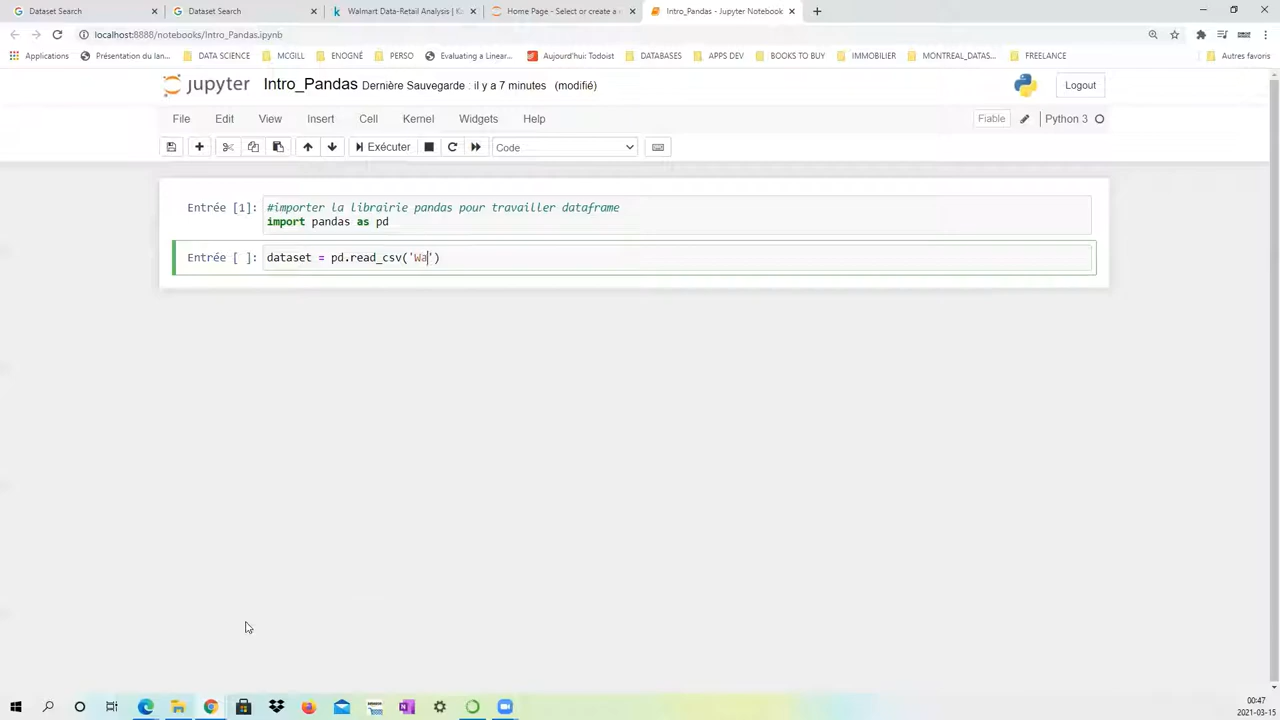 Dataset Search
Dataset Search
Walmart Data-Retail Analysis | Ka
Home Page - Select or create a n
Intro_Pandas - Jupyter Notebook
localhost:8888/notebooks/Intro_Pandas.ipynb
Applications
Présentation du lan...
DATA SCIENCE
MCGILL
ENOGNÉ
PERSO
Evaluating a Linear...
Aujourd'hui: Todoist
DATABASES
APPS DEV
BOOKS TO BUY
IMMOBILIER
MONTREAL_DATAS...
FREELANCE
Autres favoris
jupyter Intro_Pandas Dernière Sauvegarde : il y a 7 minutes (modifié)
Logout
File Edit View Insert Cell Kernel Widgets Help
Fiable
Python 3
Exécuter
Code
Entrée [1]: #importer la librairie pandas pour travailler dataframe
import pandas as pd
Entrée [ ]: dataset = pd.read_csv('Wa')
00:47
2021-03-15